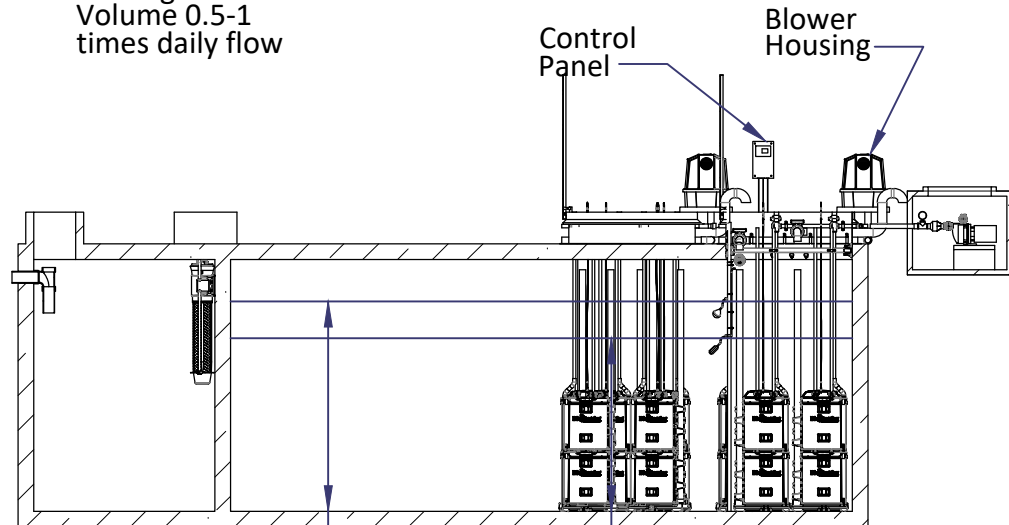 Volume 0.5-1
times daily flow
Control
Panel
Blower
Housing